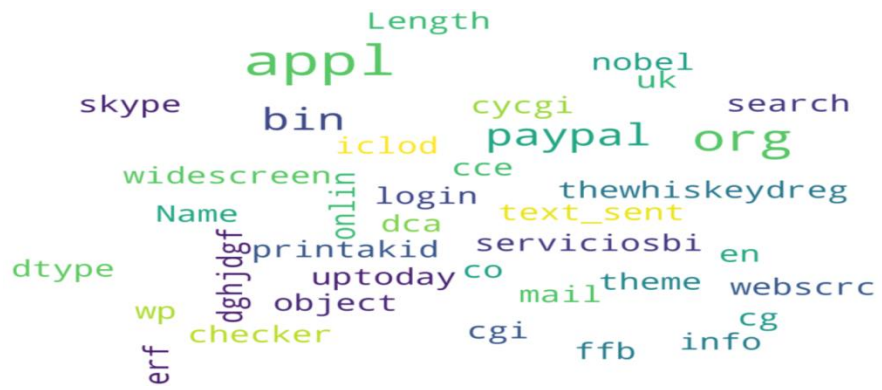 Length
appl
nobel
uk
skype
bin
cycgi
search
iclod
paypal
org
widescreen
onlin
cce
login
thewhiskeydreg
Name
dca
text_sent
dghjdgf
printakid
serviciosbi
en
dtype
uptoday
co
theme
webscrc
object
mail
wp
checker
cgi
cg
info
erf
ffb